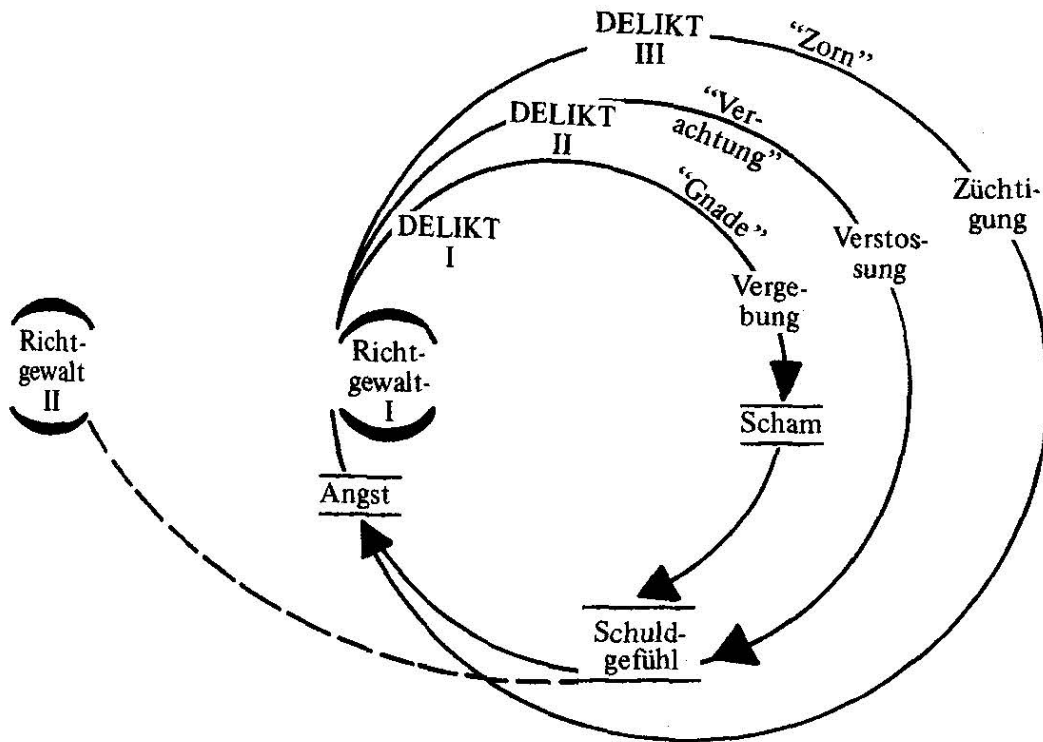 DELIKT
III
“Zorn”
DELIKT
II
“Ver-
achtung”
DELIKT
I
“Gnade”
Züchti-
gung
Verstos-
sung
Verge-
bung
Richt-
gewalt
II
Richt-
gewalt-
I
Scham
Angst
Schuld-
gefühl